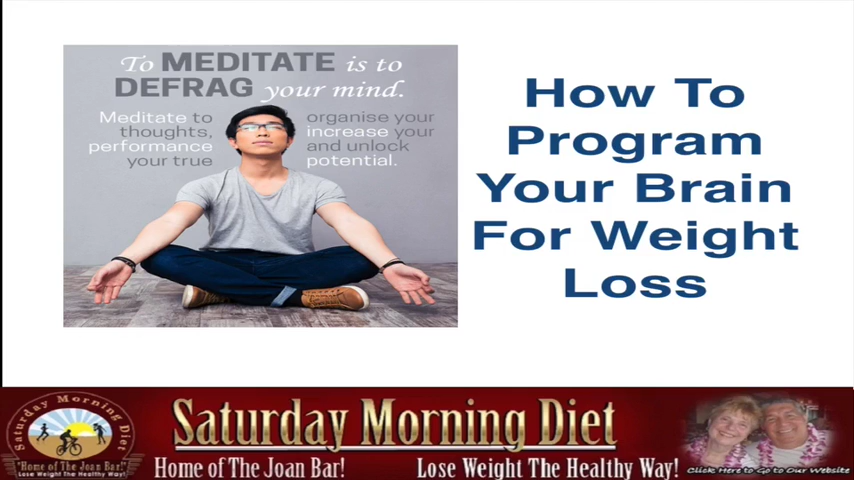 To MEDITATE is to
DEFRAG your mind.
Meditate to organise your
thoughts, increase your
performance and unlock
your true potential.
How To
Program
Your Brain
For Weight
Loss
Saturday Morning Diet
"Home of The Joan Bar!"
Lose Weight The Healthy Way!
Saturday Morning Diet
Home of The Joan Bar! Lose Weight The Healthy Way!
Click Here to Go to Our Website